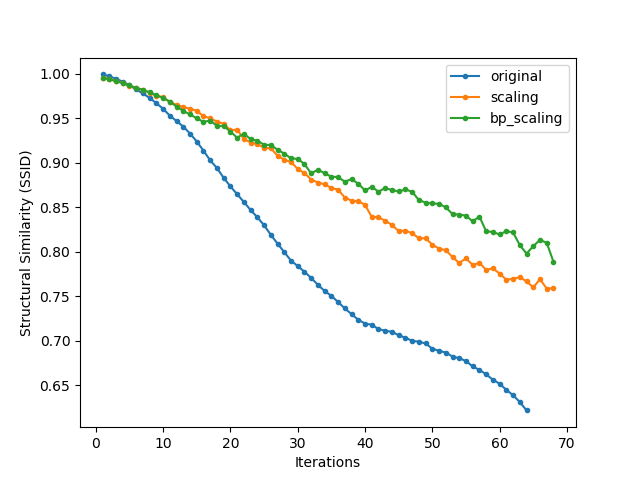 original
scaling
bp_scaling
1.00
0.95
0.90
0.85
0.80
0.75
0.70
0.65
Structural Similarity (SSID)
0 10 20 30 40 50 60 70
Iterations